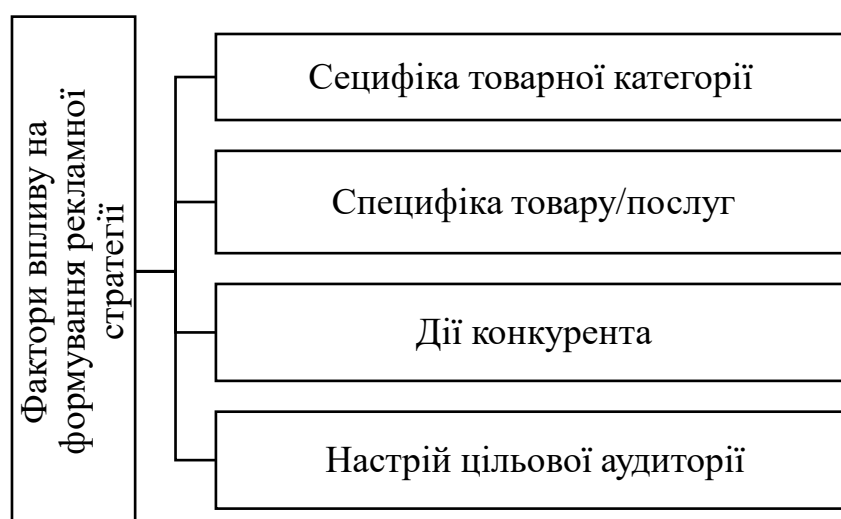 Фактори впливу на
формування рекламної
стратегії
Сецифіка товарної категорії
Специфіка товару/послуг
Дії конкурента
Настрій цільової аудиторії